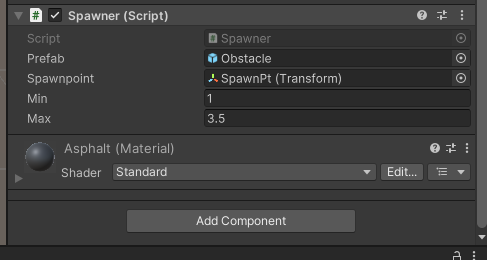 # Spawner (Script)
Script Spawner
Prefab Obstacle
Spawnpoint SpawnPt (Transform)
Min 1
Max 3.5
Asphalt (Material)
Shader Standard Edit...
Add Component